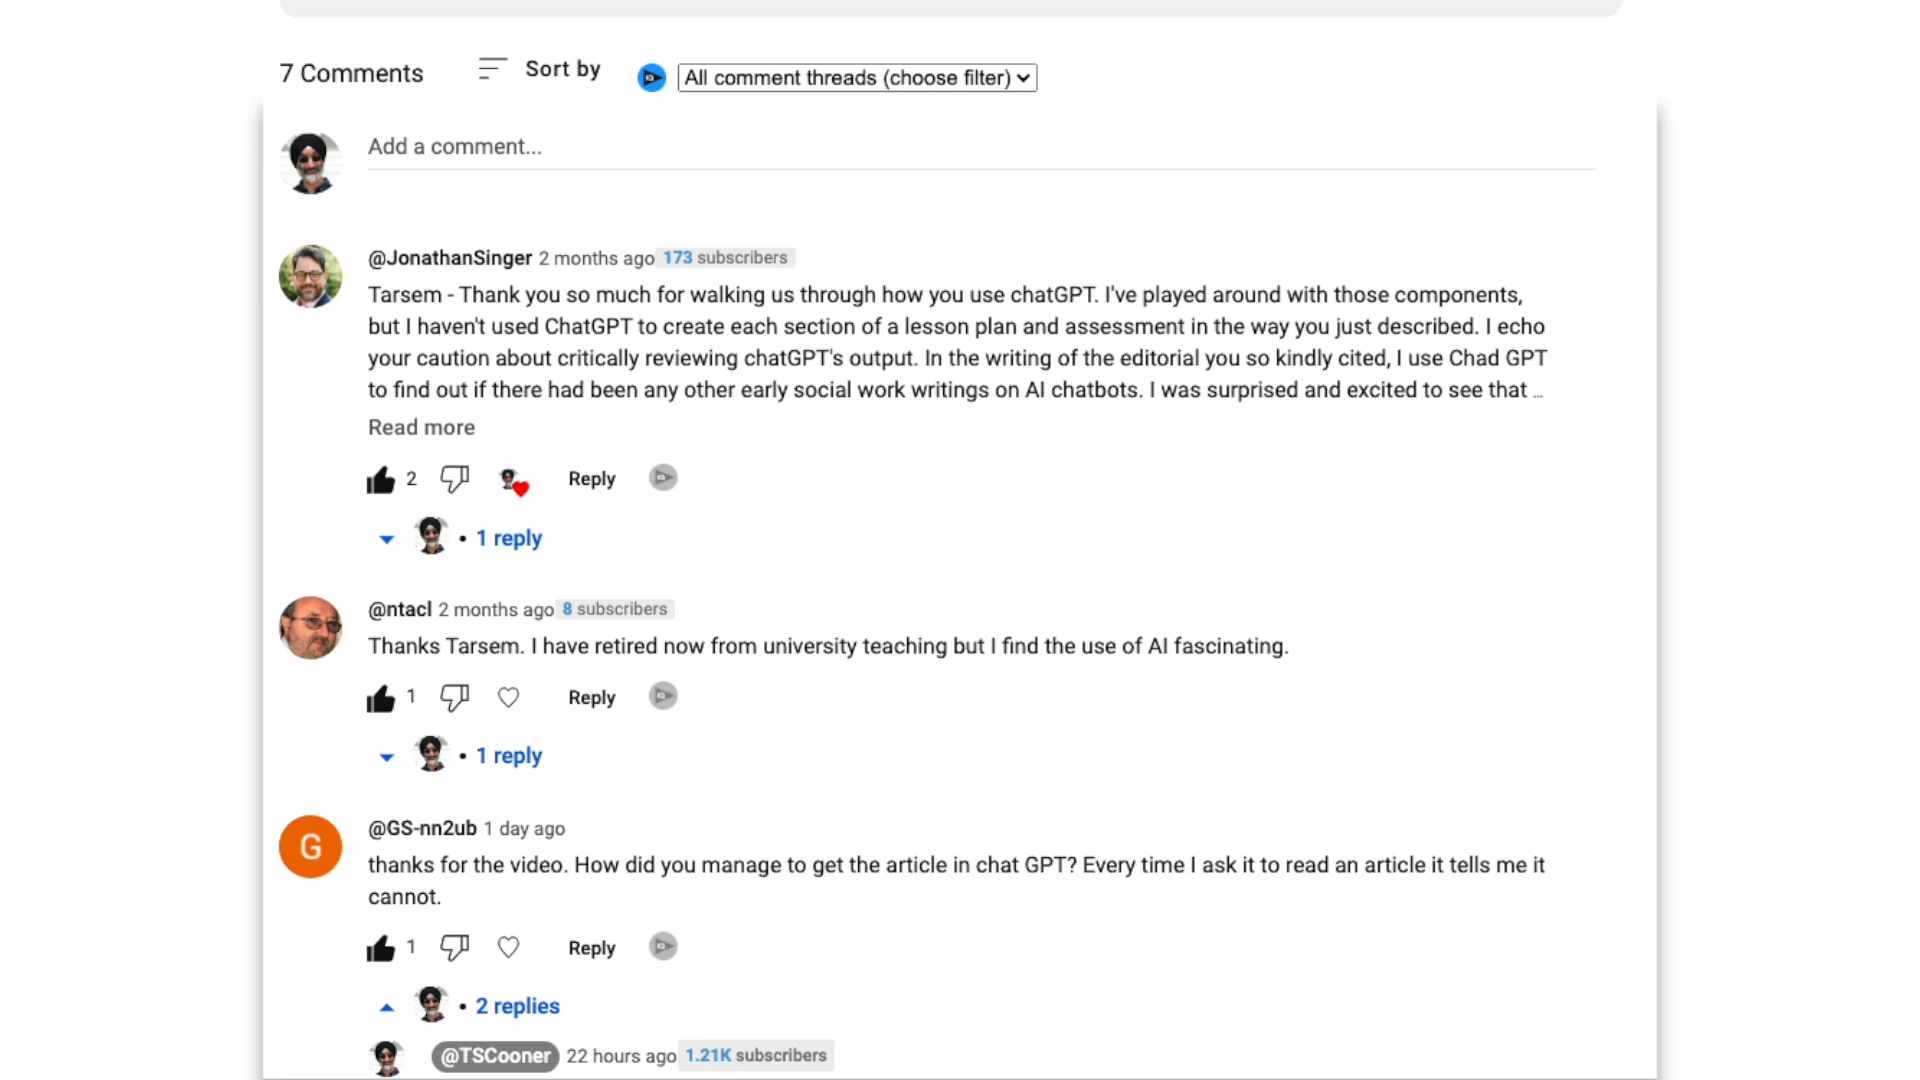 7 Comments
Sort by
All comment threads (choose filter)
Add a comment...
@JonathanSinger 2 months ago 173 subscribers
Tarsem - Thank you so much for walking us through how you use chatGPT. I've played around with those components,
but I haven't used ChatGPT to create each section of a lesson plan and assessment in the way you just described. I echo
your caution about critically reviewing chatGPT's output. In the writing of the editorial you so kindly cited, I use Chad GPT
to find out if there had been any other early social work writings on AI chatbots. I was surprised and excited to see that ...
Read more
2 Reply
• 1 reply
@ntacl 2 months ago 8 subscribers
Thanks Tarsem. I have retired now from university teaching but I find the use of AI fascinating.
1 Reply
• 1 reply
G
@GS-nn2ub 1 day ago
thanks for the video. How did you manage to get the article in chat GPT? Every time I ask it to read an article it tells me it
cannot.
1 Reply
• 2 replies
@TSCooner 22 hours ago 1.21K subscribers